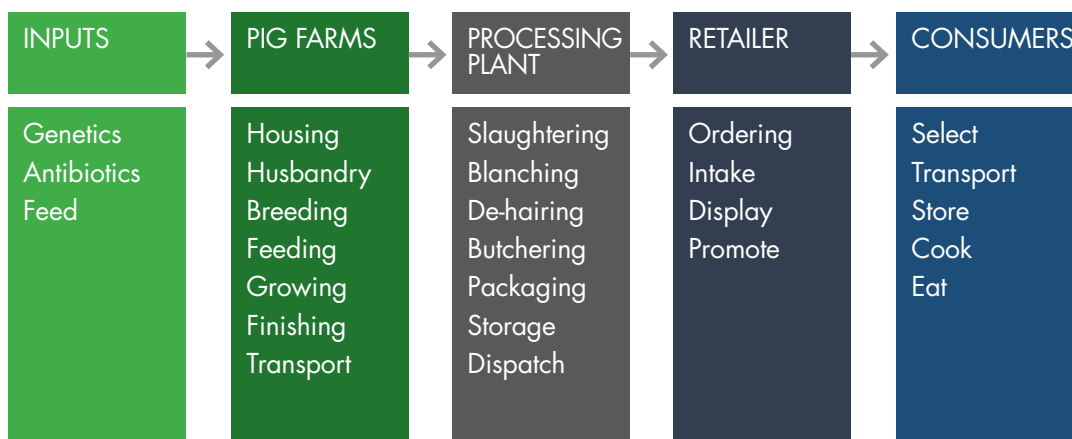 INPUTS
PIG FARMS
PROCESSING
PLANT
RETAILER
CONSUMERS
Genetics
Antibiotics
Feed
Housing
Husbandry
Breeding
Feeding
Growing
Finishing
Transport
Slaughtering
Blanching
De-hairing
Butchering
Packaging
Storage
Dispatch
Ordering
Intake
Display
Promote
Select
Transport
Store
Cook
Eat